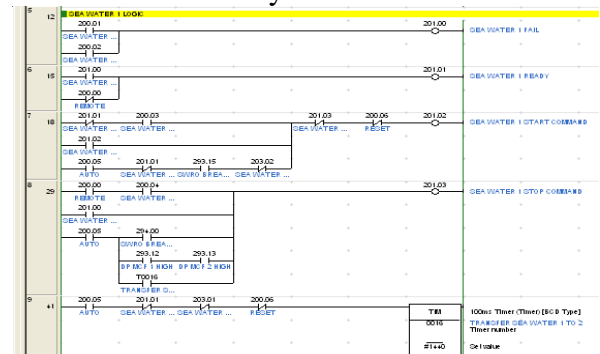 5 12 SEA WATER 1 LOGIC
200.01 201.00 SEA WATER 1 FAIL
SEA WATER ...
200.02
SEA WATER ...
6 15 201.00 201.01 SEA WATER 1 READY
SEA WATER ...
200.00
REMOTE
7 18 201.01 200.03 201.03 200.06 201.02 SEA WATER 1 START COMMAND
SEA WATER ... SEA WATER ... SEA WATER ... RESET
201.02
SEA WATER ...
200.05 201.01 293.15 203.02
AUTO SEA WATER ... SWRO BREA... SEA WATER ...
8 29 200.00 200.04 201.03 SEA WATER 1 STOP COMMAND
REMOTE SEA WATER ...
201.00
SEA WATER ...
200.05 294.00
AUTO SWRO BREA...
293.12 293.13
DP MCF 1 HIGH DP MCF 2 HIGH
T0016
TRANSFER S...
9 41 200.05 201.01 203.01 200.06 TIM 100ms Timer (Timer) [BCD Type]
AUTO SEA WATER ... SEA WATER ... RESET
0016 TRANSFER SEA WATER 1 TO 2
Timer number
#1440 Set value